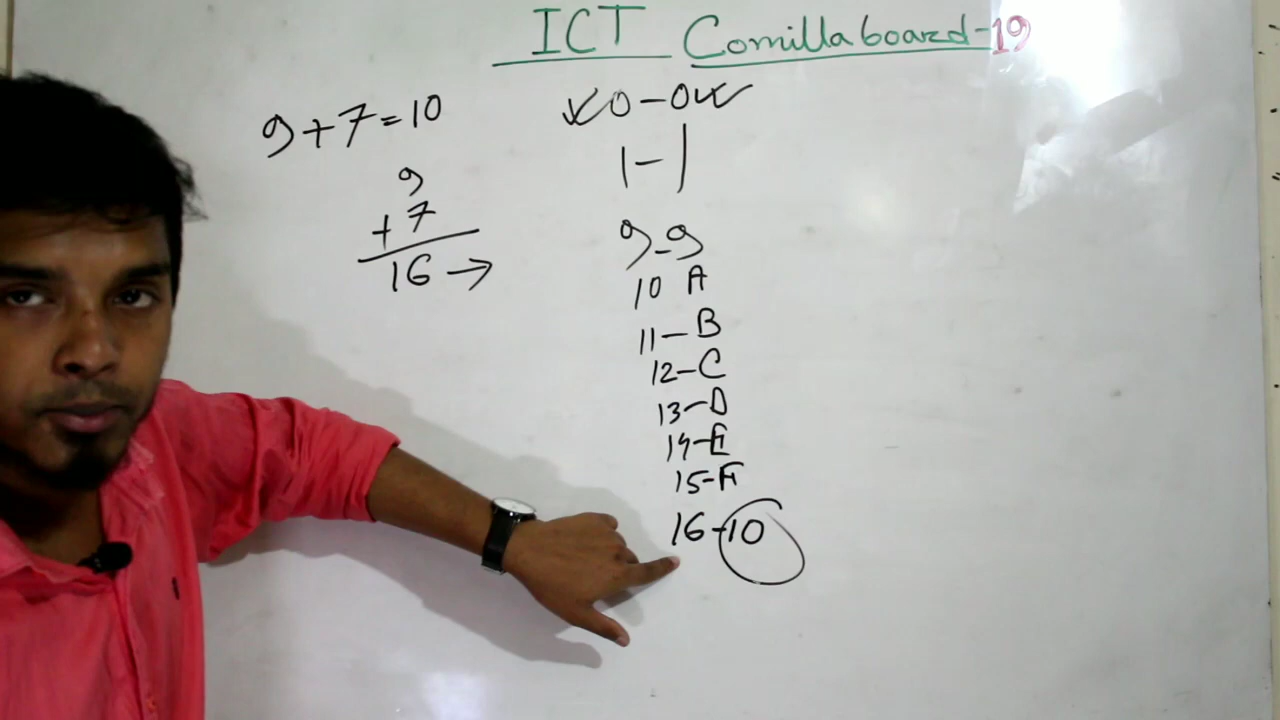 ICT Comilla board-19
9+7=10
9
+7
16→
0-0
1-1
9-9
10 A
11-B
12-C
13-D
14-E
15-F
16-10